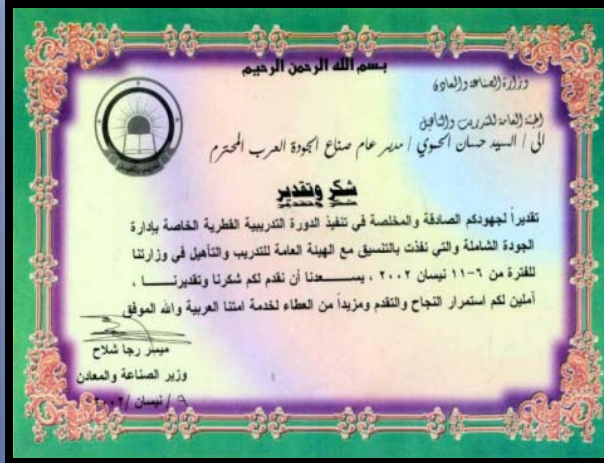 بسم الله الرحمن الرحيم
وزارة الصناعة والمعادن
الهيئة العامة للتدريب والتأهيل
الى / السيد حسان الحموي / مدير عام صناع الجودة العرب المحترم
شكر وتقدير
تقديراً لجهودكم الصادقة والمخلصة في تنفيذ الدورة التدريبية القطرية الخاصة بإدارة
الجودة الشاملة والتي نفذت بالتنسيق مع الهيئة العامة للتدريب والتأهيل في وزارتنا
للفترة من ٦-١١ نيسان ٢٠٠٢ ، يســـــعدنا أن نقدم لكم شكرنا وتقديرنـــــا ،
آملين لكم استمرار النجاح والتقدم ومزيداً من العطاء لخدمة امتنا العربية والله الموفق
ميسر رجا شلاح
وزير الصناعة والمعادن
٩ / نيسان / ٢٠٠٢